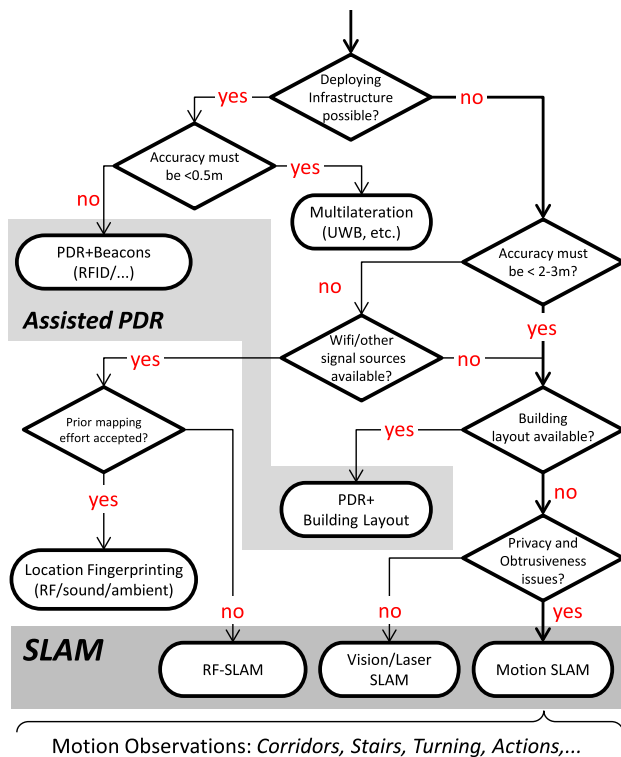 Deploying
Infrastructure
possible?
yes
no
Accuracy must
be <0.5m
yes
no
Multilateration
(UWB, etc.)
PDR+Beacons
(RFID/...)
Accuracy must
be < 2-3m?
no
Assisted PDR
yes
Wifi/other
signal sources
available?
yes
no
Prior mapping
effort accepted?
Building
layout available?
yes
yes
no
PDR+
Building Layout
Privacy and
Obtrusiveness
issues?
Location Fingerprinting
(RF/sound/ambient)
no
no
yes
SLAM
RF-SLAM
Vision/Laser
SLAM
Motion SLAM
Motion Observations: Corridors, Stairs, Turning, Actions,...